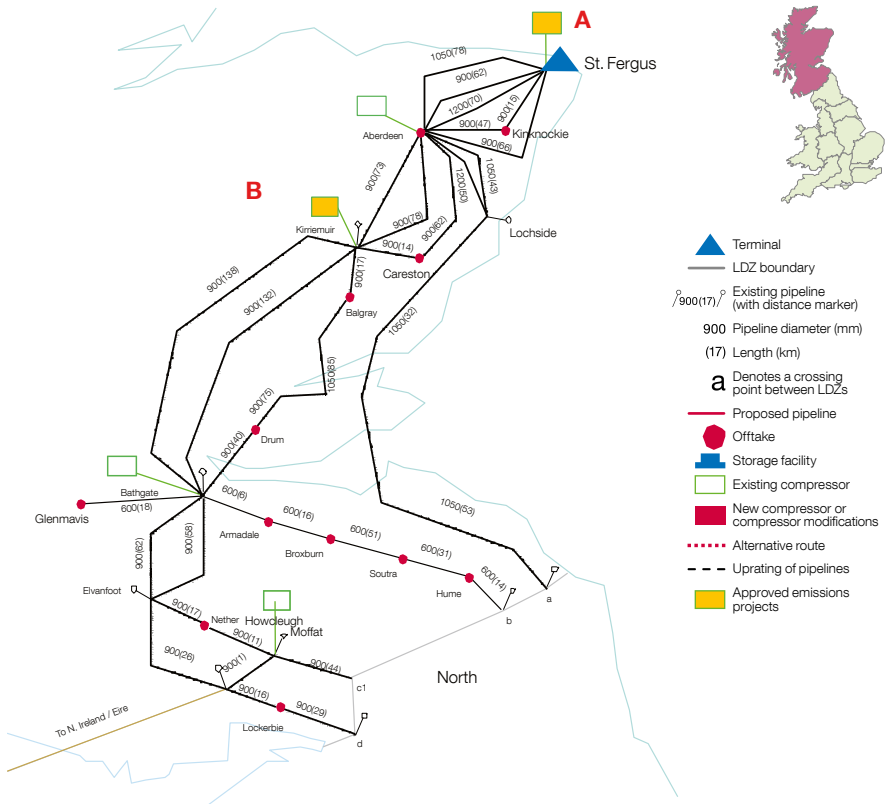 A
1050(78)
St. Fergus
900(62)
1200(70)
900(15)
900(47)
Kinknockie
Aberdeen
900(66)
1050(43)
900(73)
1200(50)
B
900(78)
900(62)
Lochside
Kirriemuir
900(14)
Careston
900(17)
900(138)
900(132)
Balgray
1050(32)
1050(85)
900(75)
Drum
900(40)
Bathgate
600(18)
Glenmavis
600(6)
600(16)
Armadale
600(51)
Broxburn
600(31)
Soutra
600(14)
Hume
1050(53)
a
b
900(62)
900(58)
Elvanfoot
900(17)
Nether
Howcleugh
900(11)
Moffat
900(44)
900(26)
900(1)
c1
North
900(16)
900(29)
Lockerbie
d
To N. Ireland / Eire
Terminal
LDZ boundary
900(17)
Existing pipeline
(with distance marker)
900 Pipeline diameter (mm)
(17) Length (km)
a Denotes a crossing
point between LDZs
Proposed pipeline
Offtake
Storage facility
Existing compressor
New compressor or
compressor modifications
Alternative route
Uprating of pipelines
Approved emissions
projects